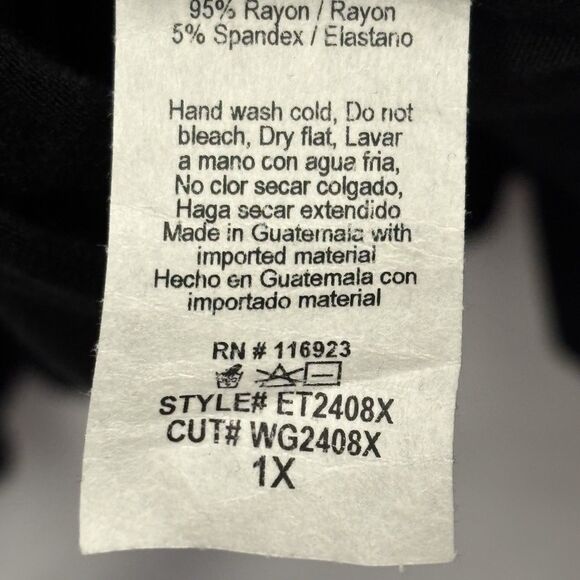 95% Rayon / Rayon
5% Spandex / Elastano
Hand wash cold, Do not
bleach, Dry flat, Lavar
a mano con agua fria,
No clor secar colgado,
Haga secar extendido
Made in Guatemala with
imported material
Hecho en Guatemala con
importado material
RN # 116923
STYLE# ET2408X
CUT# WG2408X
1X